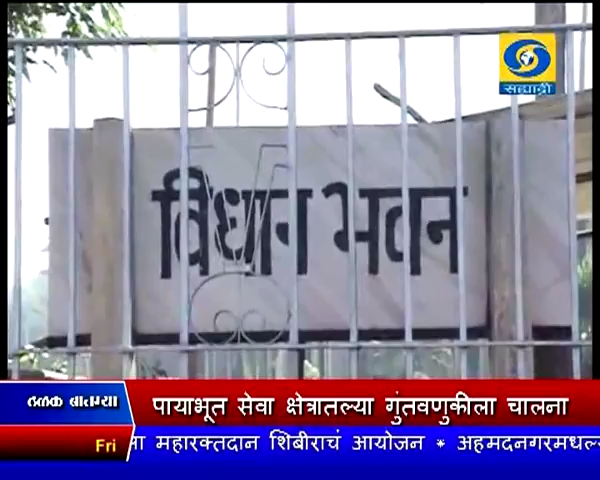 सह्याद्री
विधान भवन
ठळक बातम्या
पायाभूत सेवा क्षेत्रातल्या गुंतवणुकीला चालना
Fri
महारक्तदान शिबीराचं आयोजन * अहमदनगरमधल्